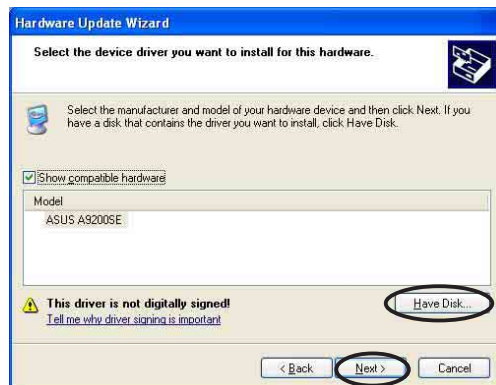 Hardware Update Wizard
Select the device driver you want to install for this hardware.
Select the manufacturer and model of your hardware device and then click Next. If you
have a disk that contains the driver you want to install, click Have Disk.
Show compatible hardware
Model
ASUS A9200SE
This driver is not digitally signed!
Tell me why driver signing is important
Have Disk...
< Back
Next >
Cancel